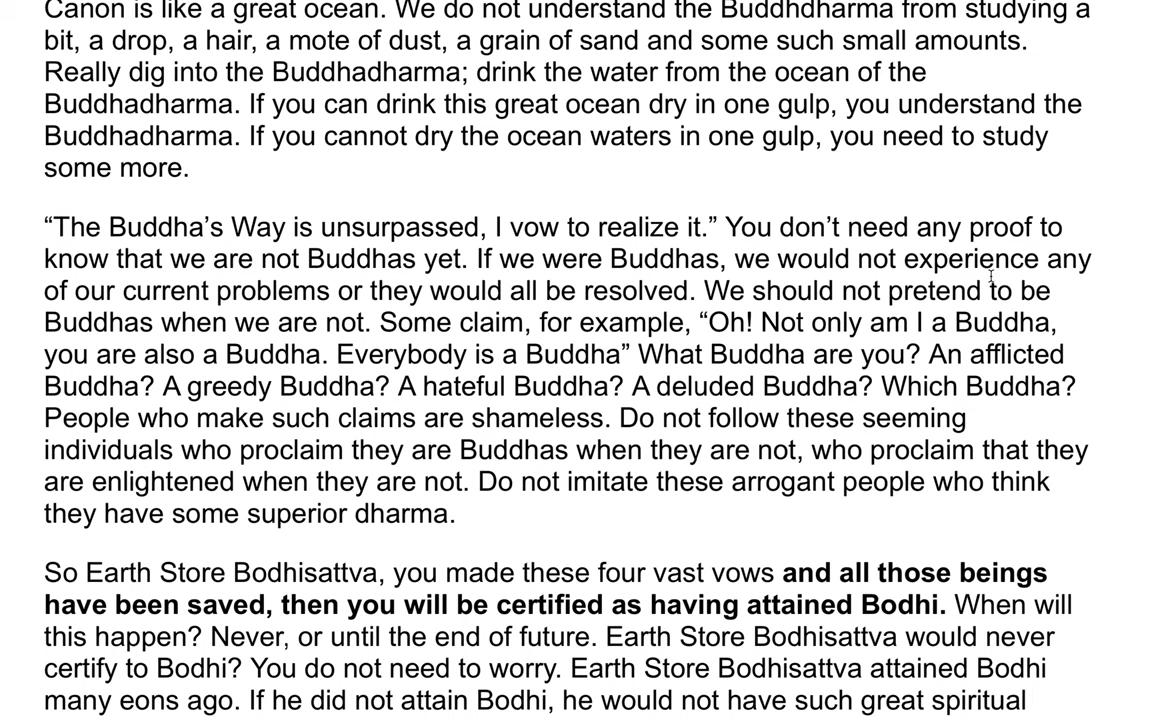 Canon is like a great ocean. We do not understand the Buddhdharma from studying a
bit, a drop, a hair, a mote of dust, a grain of sand and some such small amounts.
Really dig into the Buddhadharma; drink the water from the ocean of the
Buddhadharma. If you can drink this great ocean dry in one gulp, you understand the
Buddhadharma. If you cannot dry the ocean waters in one gulp, you need to study
some more.
“The Buddha’s Way is unsurpassed, I vow to realize it.” You don’t need any proof to
know that we are not Buddhas yet. If we were Buddhas, we would not experience any
of our current problems or they would all be resolved. We should not pretend to be
Buddhas when we are not. Some claim, for example, “Oh! Not only am I a Buddha,
you are also a Buddha. Everybody is a Buddha” What Buddha are you? An afflicted
Buddha? A greedy Buddha? A hateful Buddha? A deluded Buddha? Which Buddha?
People who make such claims are shameless. Do not follow these seeming
individuals who proclaim they are Buddhas when they are not, who proclaim that they
are enlightened when they are not. Do not imitate these arrogant people who think
they have some superior dharma.
So Earth Store Bodhisattva, you made these four vast vows and all those beings
have been saved, then you will be certified as having attained Bodhi. When will
this happen? Never, or until the end of future. Earth Store Bodhisattva would never
certify to Bodhi? You do not need to worry. Earth Store Bodhisattva attained Bodhi
many eons ago. If he did not attain Bodhi, he would not have such great spiritual